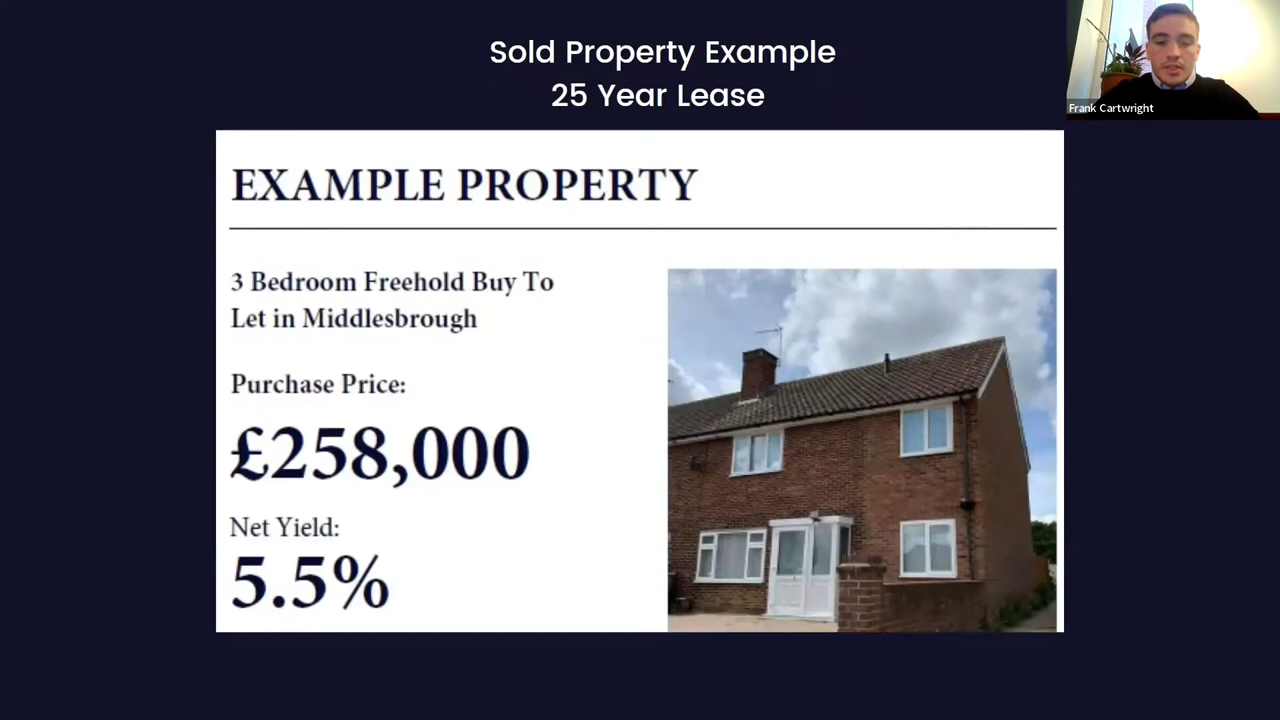 Sold Property Example
25 Year Lease
Frank Cartwright
EXAMPLE PROPERTY
3 Bedroom Freehold Buy To
Let in Middlesbrough
Purchase Price:
£258,000
Net Yield:
5.5%